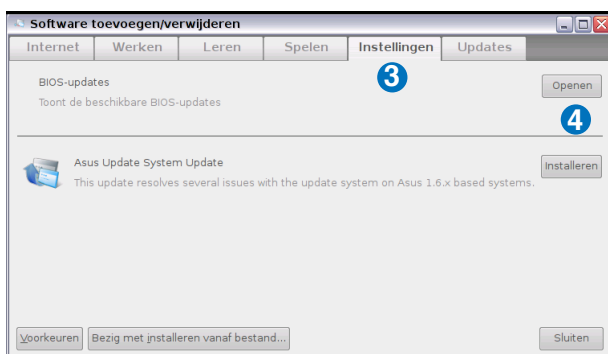 Software toevoegen/verwijderen
Internet Werken Leren Spelen Instellingen Updates
3
BIOS-updates
Toont de beschikbare BIOS-updates
Openen
4
Asus Update System Update
This update resolves several issues with the update system on Asus 1.6.x based systems.
Installeren
Voorkeuren Bezig met installeren vanaf bestand... Sluiten